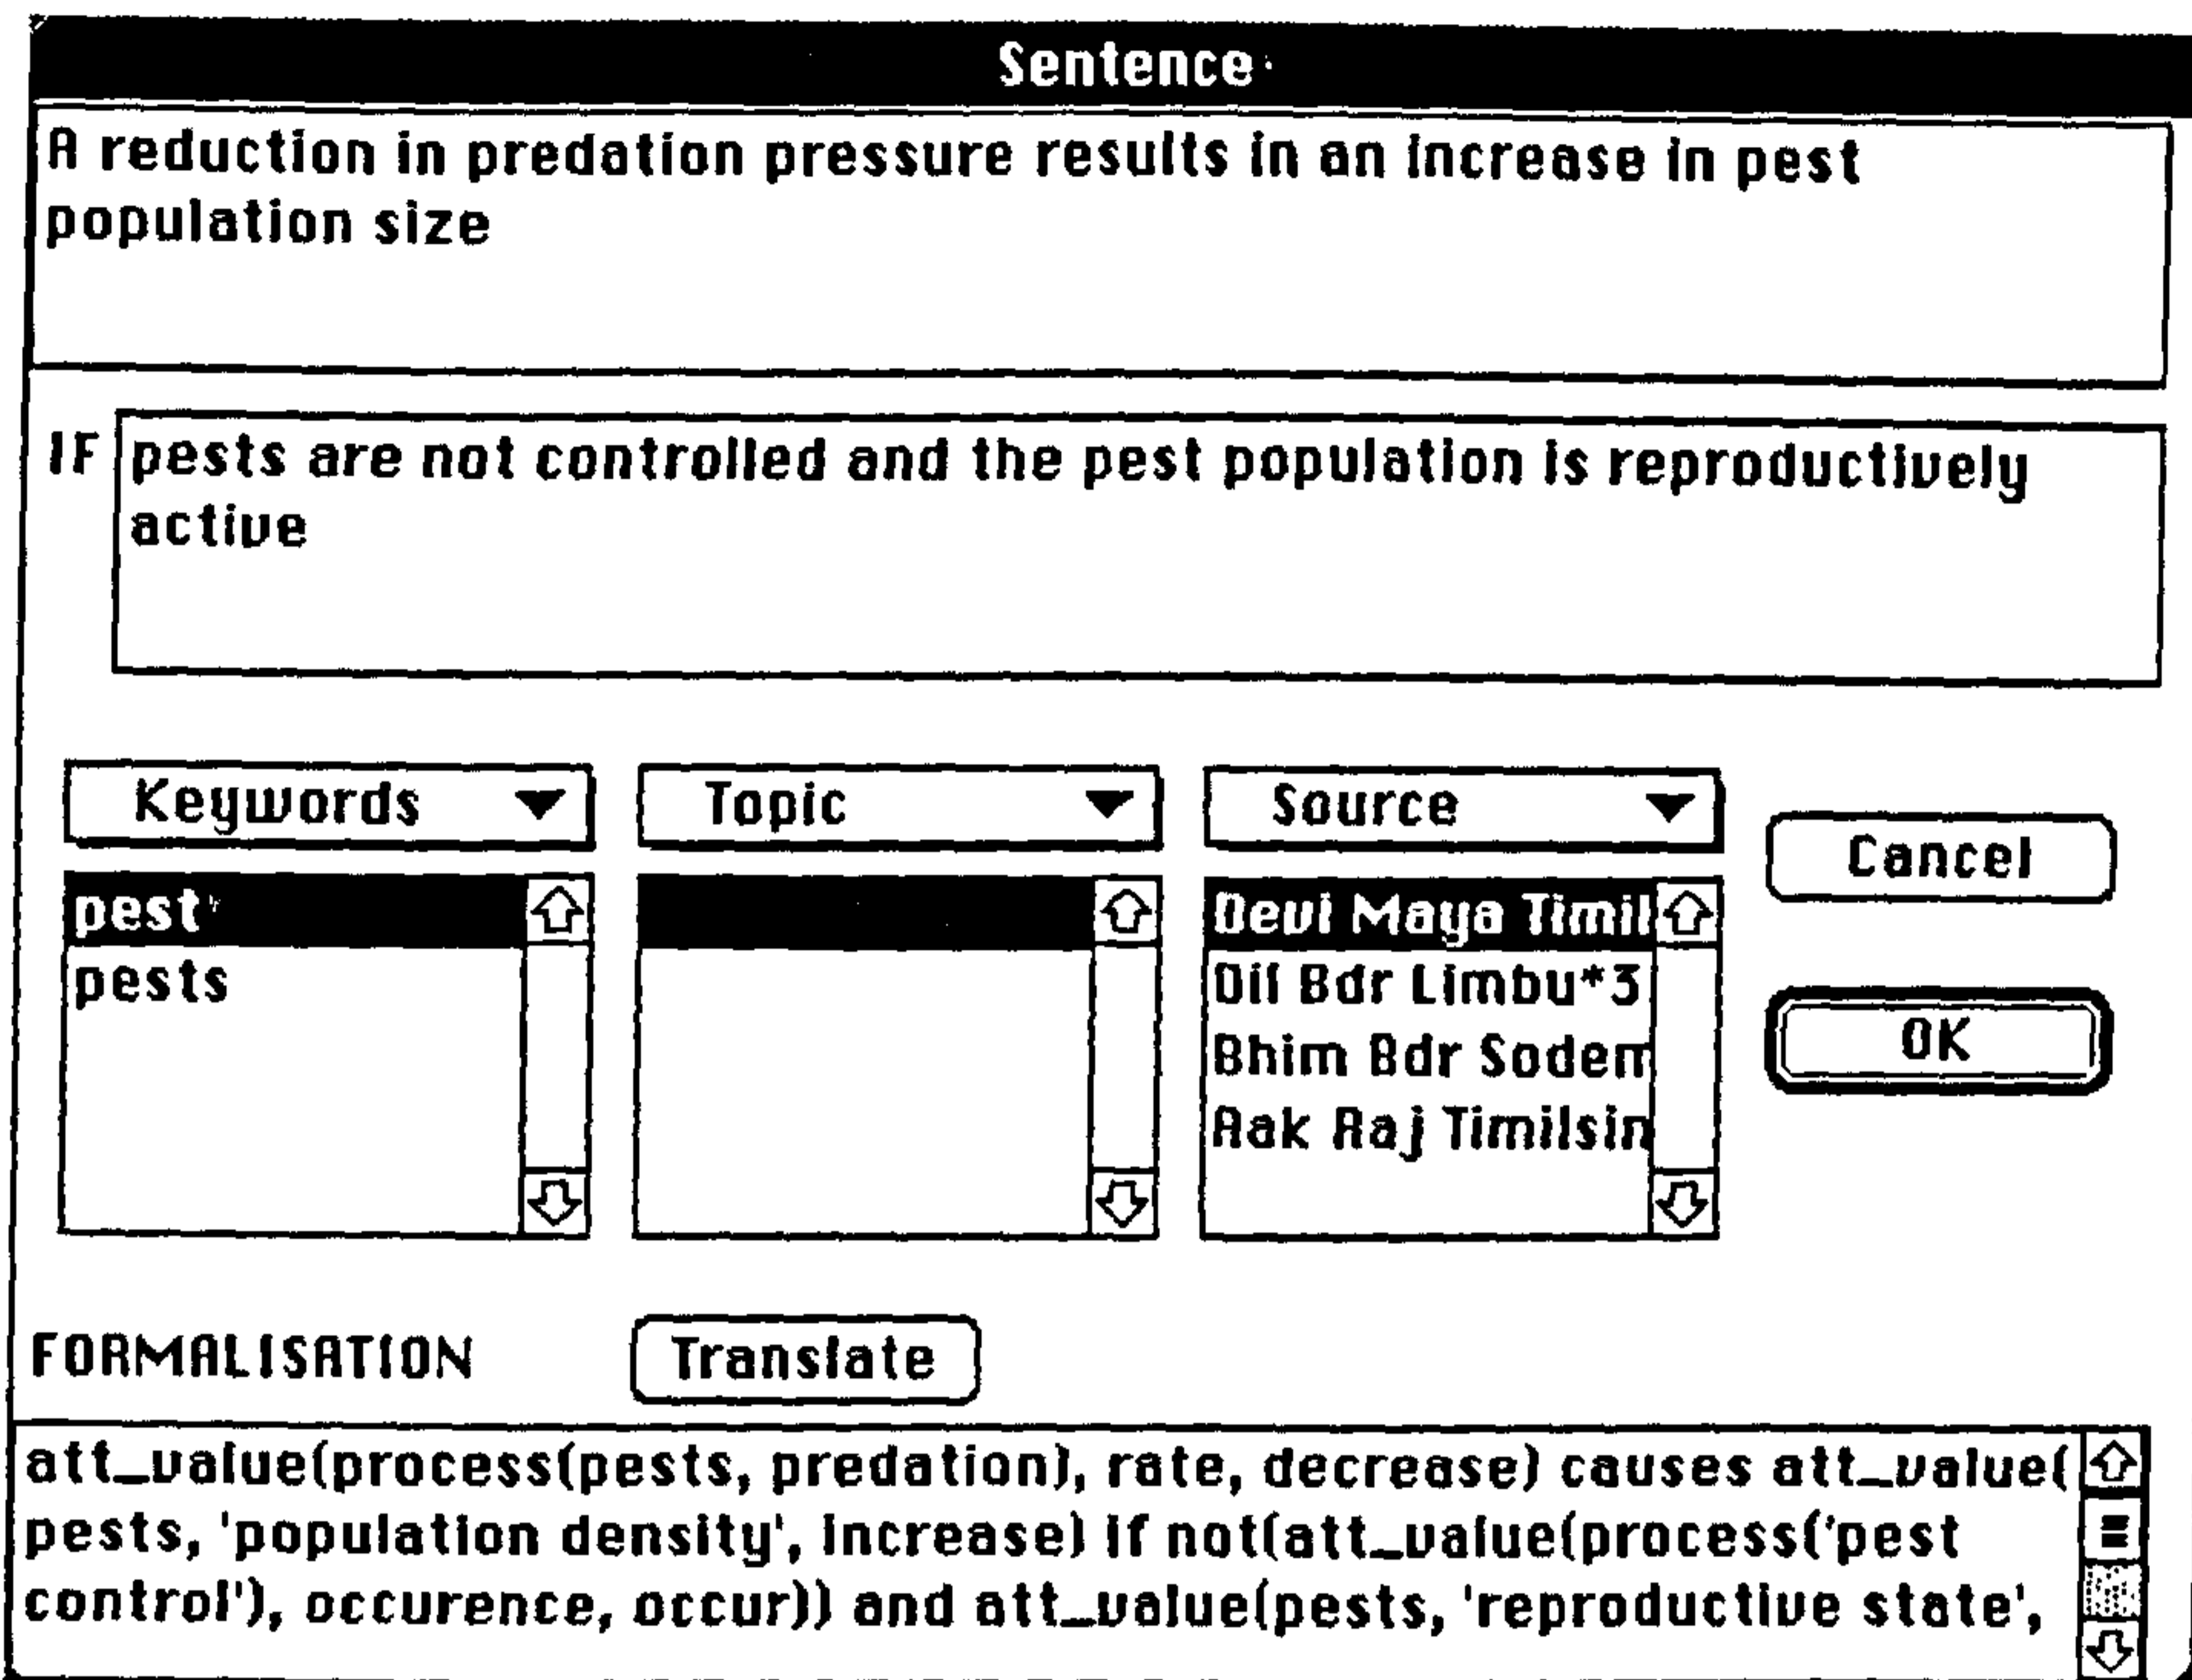 Sentence
A reduction in predation pressure results in an increase in pest
population size
IF pests are not controlled and the pest population is reproductively
active
Keywords Topic Source
Cancel
pest
pests
Devi Maya Timil
Dil Bdr Limbu*3
Bhim Bdr Sodem
Rak Raj Timilsin
OK
FORMALISATION Translate
att_value(process(pests, predation), rate, decrease) causes att_value(
pests, 'population density', increase) if not(att_value(process('pest
control'), occurence, occur)) and att_value(pests, 'reproductive state',